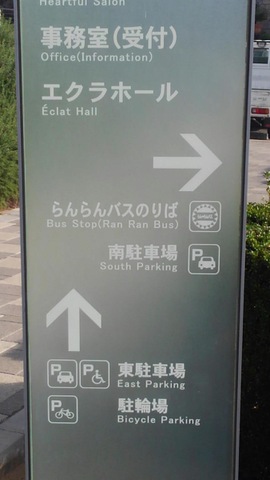 Heartful Salon
事務室(受付)
Office(Information)
エクラホール
Éclat Hall
らんらんバスのりば
Bus Stop(Ran Ran Bus)
南駐車場
South Parking
P
P P
東駐車場
East Parking
P
駐輪場
Bicycle Parking